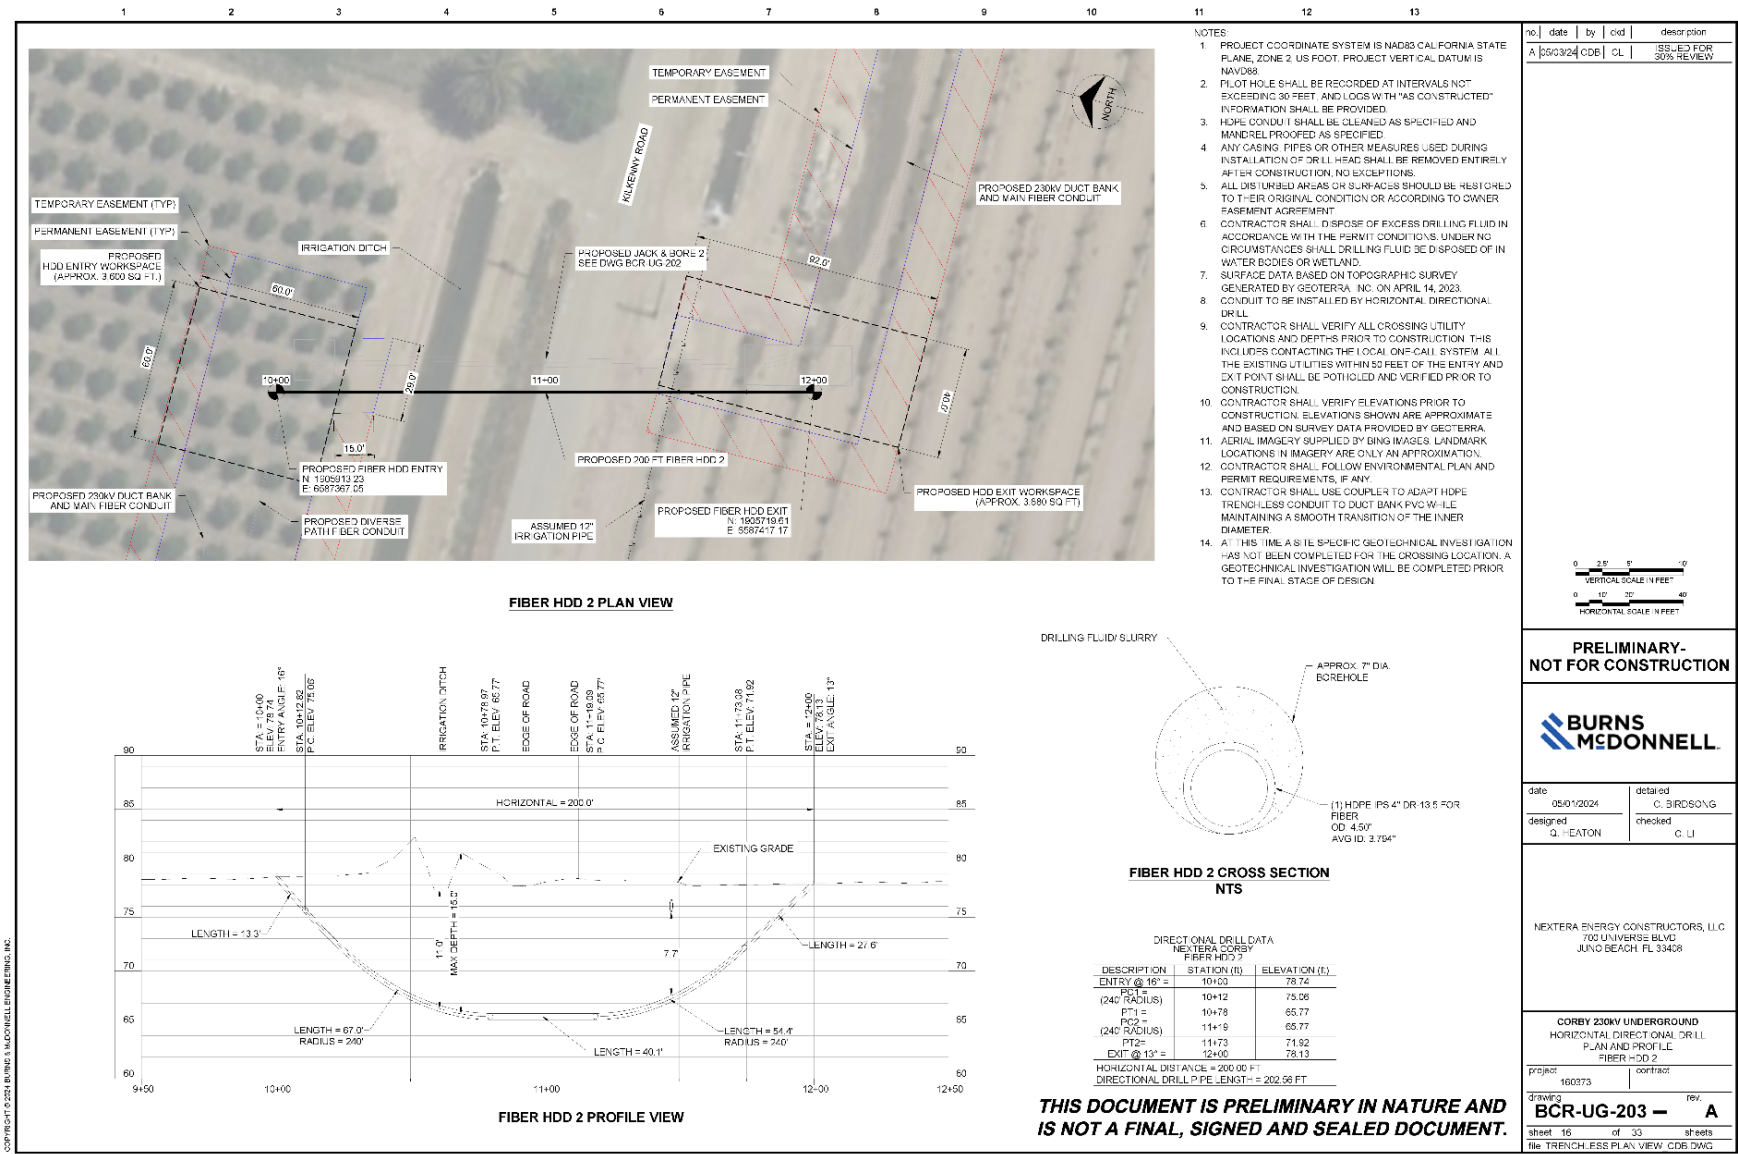 1 2 3 4 5 6 7 8 9 10 11 12 13
TEMPORARY EASEMENT
PERMANENT EASEMENT
KILKENNY ROAD
NORTH
PROPOSED 230kV DUCT BANK
AND MAIN FIBER CONDUIT
TEMPORARY EASEMENT (TYP)
PERMANENT EASEMENT (TYP)
PROPOSED
HDD ENTRY WORKSPACE
(APPROX. 3,600 SQ FT.)
IRRIGATION DITCH
PROPOSED JACK & BORE 2
SEE DWG BCR-UG-202
92.0'
60.0'
60.0'
29.0'
40.0'
15.0'
10+00
11+00
12+00
PROPOSED FIBER HDD ENTRY
N: 1905913.23
E: 6587367.05
PROPOSED 200 FT FIBER HDD 2
PROPOSED 230kV DUCT BANK
AND MAIN FIBER CONDUIT
PROPOSED DIVERSE
PATH FIBER CONDUIT
ASSUMED 12"
IRRIGATION PIPE
PROPOSED FIBER HDD EXIT
N: 1905719.61
E: 6587417.17
PROPOSED HDD EXIT WORKSPACE
(APPROX. 3,680 SQ FT)
FIBER HDD 2 PLAN VIEW
NOTES:
1. PROJECT COORDINATE SYSTEM IS NAD83 CALIFORNIA STATE
PLANE, ZONE 2, US FOOT. PROJECT VERTICAL DATUM IS
NAVD88.
2. PILOT HOLE SHALL BE RECORDED AT INTERVALS NOT
EXCEEDING 30 FEET, AND LOGS WITH "AS CONSTRUCTED"
INFORMATION SHALL BE PROVIDED.
3. HDPE CONDUIT SHALL BE CLEANED AS SPECIFIED AND
MANDREL PROOFED AS SPECIFIED.
4. ANY CASING, PIPES OR OTHER MEASURES USED DURING
INSTALLATION OF DRILL HEAD SHALL BE REMOVED ENTIRELY
AFTER CONSTRUCTION, NO EXCEPTIONS.
5. ALL DISTURBED AREAS OR SURFACES SHOULD BE RESTORED
TO THEIR ORIGINAL CONDITION OR ACCORDING TO OWNER
EASEMENT AGREEMENT.
6. CONTRACTOR SHALL DISPOSE OF EXCESS DRILLING FLUID IN
ACCORDANCE WITH THE PERMIT CONDITIONS. UNDER NO
CIRCUMSTANCES SHALL DRILLING FLUID BE DISPOSED OF IN
WATER BODIES OR WETLAND.
7. SURFACE DATA BASED ON TOPOGRAPHIC SURVEY
GENERATED BY GEOTERRA, INC. ON APRIL 14, 2023.
8. CONDUIT TO BE INSTALLED BY HORIZONTAL DIRECTIONAL
DRILL
9. CONTRACTOR SHALL VERIFY ALL CROSSING UTILITY
LOCATIONS AND DEPTHS PRIOR TO CONSTRUCTION. THIS
INCLUDES CONTACTING THE LOCAL ONE-CALL SYSTEM. ALL
THE EXISTING UTILITIES WITHIN 50 FEET OF THE ENTRY AND
EXIT POINT SHALL BE POTHOLED AND VERIFIED PRIOR TO
CONSTRUCTION.
10. CONTRACTOR SHALL VERIFY ELEVATIONS PRIOR TO
CONSTRUCTION. ELEVATIONS SHOWN ARE APPROXIMATE
AND BASED ON SURVEY DATA PROVIDED BY GEOTERRA.
11. AERIAL IMAGERY SUPPLIED BY BING IMAGES. LANDMARK
LOCATIONS IN IMAGERY ARE ONLY AN APPROXIMATION.
12. CONTRACTOR SHALL FOLLOW ENVIRONMENTAL PLAN AND
PERMIT REQUIREMENTS, IF ANY.
13. CONTRACTOR SHALL USE COUPLER TO ADAPT HDPE
TRENCHLESS CONDUIT TO DUCT BANK PVC WHILE
MAINTAINING A SMOOTH TRANSITION OF THE INNER
DIAMETER.
14. AT THIS TIME A SITE SPECIFIC GEOTECHNICAL INVESTIGATION
HAS NOT BEEN COMPLETED FOR THE CROSSING LOCATION. A
GEOTECHNICAL INVESTIGATION WILL BE COMPLETED PRIOR
TO THE FINAL STAGE OF DESIGN.
STA. = 10+00
ELEV: 78.74
ENTRY ANGLE: 16°
STA. 10+12.82
P.C. ELEV: 75.06'
IRRIGATION DITCH
STA: 10+78.97
P.T. ELEV: 65.77'
EDGE OF ROAD
EDGE OF ROAD
STA: 11+19.09
P.C. ELEV: 65.77'
ASSUMED 12"
IRRIGATION PIPE
STA: 11+73.08
P.T. ELEV: 71.92
STA. = 12+00
ELEV: 78.13
EXIT ANGLE: 13°
90 90
85 85
80 80
75 75
70 70
65 65
60 60
HORIZONTAL = 200.0'
EXISTING GRADE
LENGTH = 13.3'
11.0'
MAX DEPTH = 15.0'
7.7'
LENGTH = 27.6'
LENGTH = 67.0'
RADIUS = 240'
LENGTH = 40.1'
LENGTH = 54.4'
RADIUS = 240'
9+50 10+00 11+00 12+00 12+50
FIBER HDD 2 PROFILE VIEW
DRILLING FLUID/ SLURRY
APPROX. 7" DIA.
BOREHOLE
(1) HDPE IPS 4" DR-13.5 FOR
FIBER
OD: 4.50"
AVG ID: 3.794"
FIBER HDD 2 CROSS SECTION
NTS
DIRECTIONAL DRILL DATA
NEXTERA CORBY
FIBER HDD 2
DESCRIPTION STATION (ft) ELEVATION (ft)
ENTRY @ 16° = 10+00 78.74
PC1 =
(240' RADIUS) 10+12 75.06
PT1 = 10+78 65.77
PC2 =
(240' RADIUS) 11+19 65.77
PT2= 11+73 71.92
EXIT @ 13° = 12+00 78.13
HORIZONTAL DISTANCE = 200.00 FT
DIRECTIONAL DRILL PIPE LENGTH = 202.56 FT
THIS DOCUMENT IS PRELIMINARY IN NATURE AND
IS NOT A FINAL, SIGNED AND SEALED DOCUMENT.
no. date by ckd description
A 05/03/24 CDB CL ISSUED FOR
30% REVIEW
0 2.5' 5' 10'
VERTICAL SCALE IN FEET
0 10' 20' 40'
HORIZONTAL SCALE IN FEET
PRELIMINARY-
NOT FOR CONSTRUCTION
BURNS
McDONNELL.
date detailed
05/01/2024 C. BIRDSONG
designed checked
Q. HEATON C. LI
NEXTERA ENERGY CONSTRUCTORS, LLC
700 UNIVERSE BLVD
JUNO BEACH, FL 33408
CORBY 230kV UNDERGROUND
HORIZONTAL DIRECTIONAL DRILL
PLAN AND PROFILE
FIBER HDD 2
project contract
160373
drawing rev.
BCR-UG-203 — A
sheet 16 of 33 sheets
file TRENCHLESS PLAN VIEW_CDB.DWG
COPYRIGHT © 2024 BURNS & McDONNELL ENGINEERING, INC.